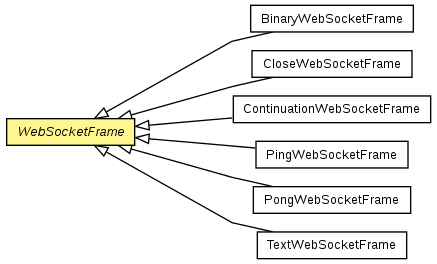 BinaryWebSocketFrame
CloseWebSocketFrame
ContinuationWebSocketFrame
WebSocketFrame
PingWebSocketFrame
PongWebSocketFrame
TextWebSocketFrame